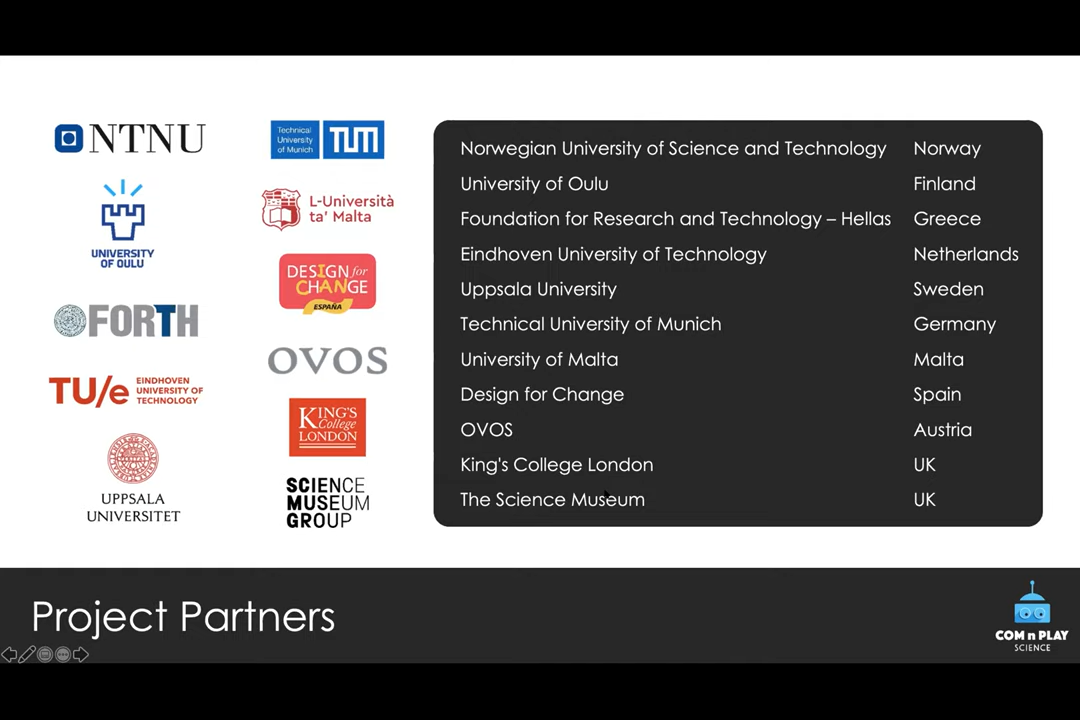 NTNU
UNIVERSITY
OF OULU
FORTH
TU/e EINDHOVEN
UNIVERSITY OF
TECHNOLOGY
UPPSALA
UNIVERSITET
Technical
University
of Munich
TUM
L-Università
ta' Malta
DESIGN for
CHANGE
ESPAÑA
OVOS
KING'S
College
LONDON
SCIENCE
MUSEUM
GROUP
Norwegian University of Science and Technology Norway
University of Oulu Finland
Foundation for Research and Technology – Hellas Greece
Eindhoven University of Technology Netherlands
Uppsala University Sweden
Technical University of Munich Germany
University of Malta Malta
Design for Change Spain
OVOS Austria
King's College London UK
The Science Museum UK
Project Partners
COM n PLAY
SCIENCE